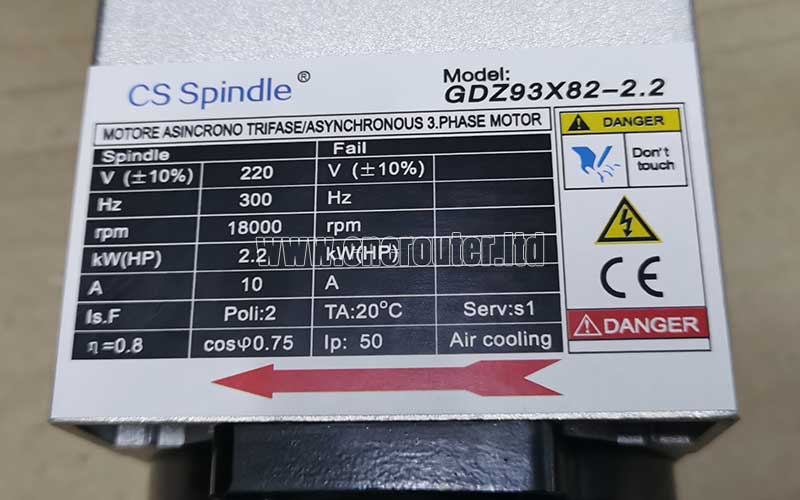 CS Spindle ®
Model:
GDZ93X82-2.2
MOTORE ASINCRONO TRIFASE/ASYNCHRONOUS 3.PHASE MOTOR
Spindle Fail
V (±10%) 220 V (±10%)
Hz 300 Hz
rpm 18000 rpm
kW(HP) 2.2 kW(HP)
A 10 A
Is.F Poli:2 TA:20°C Serv:s1
η=0.8 cosφ0.75 Ip: 50 Air cooling
DANGER
Don't
touch
CE
DANGER
www.cncrouter.ltd